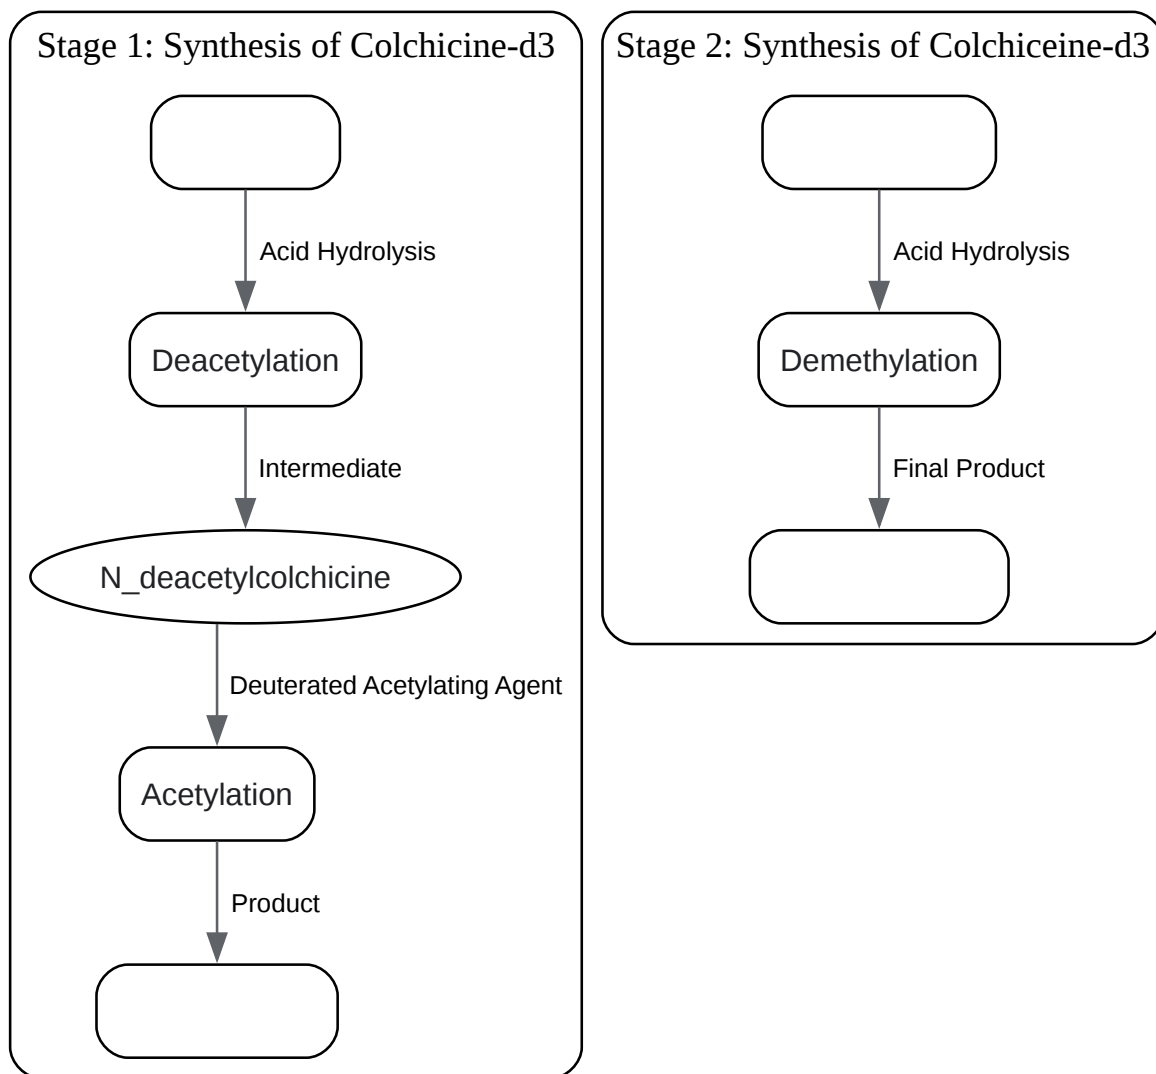 Stage 1: Synthesis of Colchicine-d3
Acid Hydrolysis
Deacetylation
Intermediate
N_deacetylcolchicine
Deuterated Acetylating Agent
Acetylation
Product
Stage 2: Synthesis of Colchiceine-d3
Acid Hydrolysis
Demethylation
Final Product